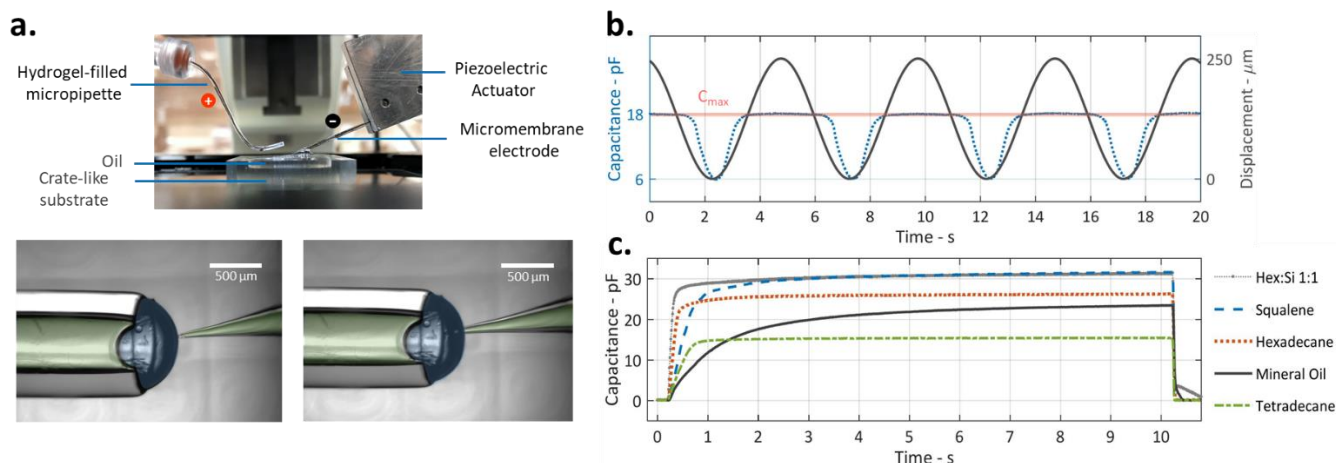 a.
Hydrogel-filled
micropipette
+
−
Piezoelectric
Actuator
Micromembrane
electrode
Oil
Crate-like
substrate
500 µm
500 µm
b.
Capacitance - pF
18
6
Cmax
250
0
Displacement - µm
0 2 4 6 8 10 12 14 16 18 20
Time - s
c.
Capacitance - pF
30
20
10
0
0 1 2 3 4 5 6 7 8 9 10
Time - s
Hex:Si 1:1
Squalene
Hexadecane
Mineral Oil
Tetradecane